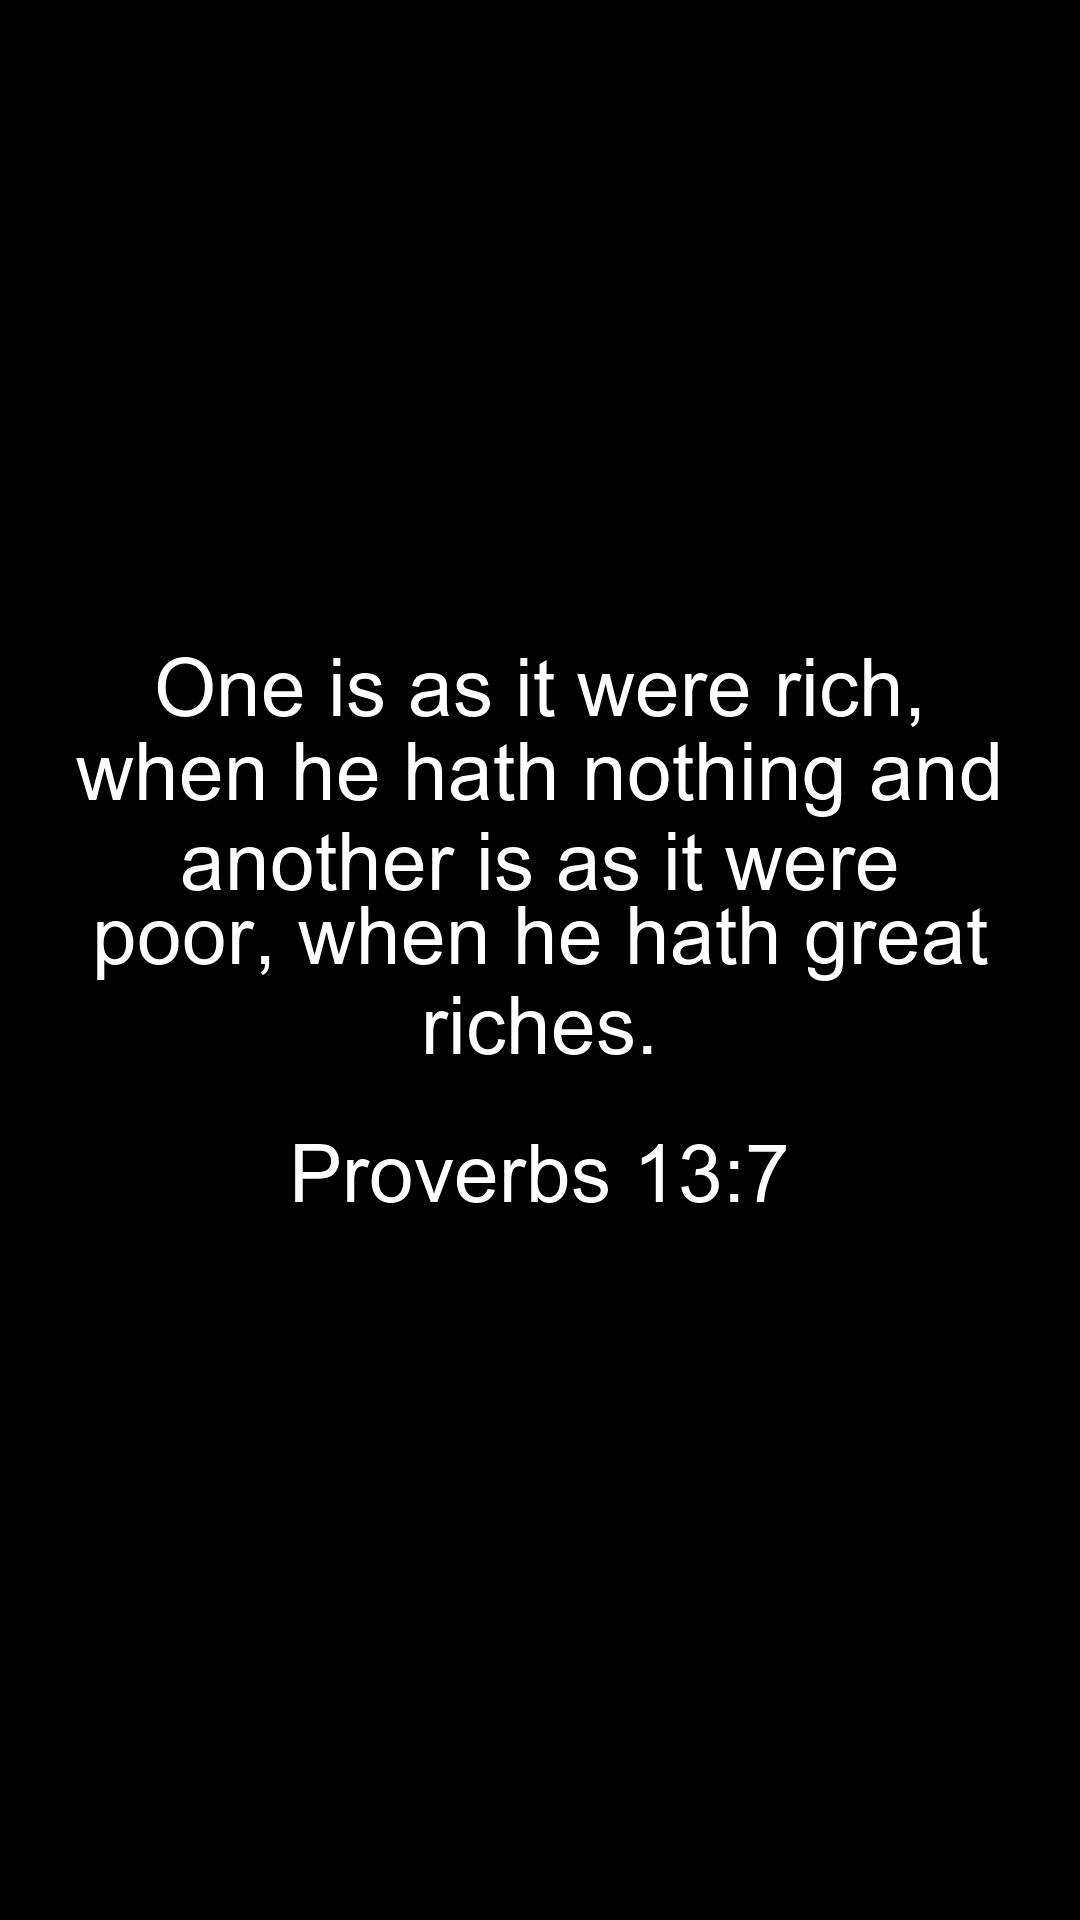 One is as it were rich,
when he hath nothing and
another is as it were
poor, when he hath great
riches.
Proverbs 13:7